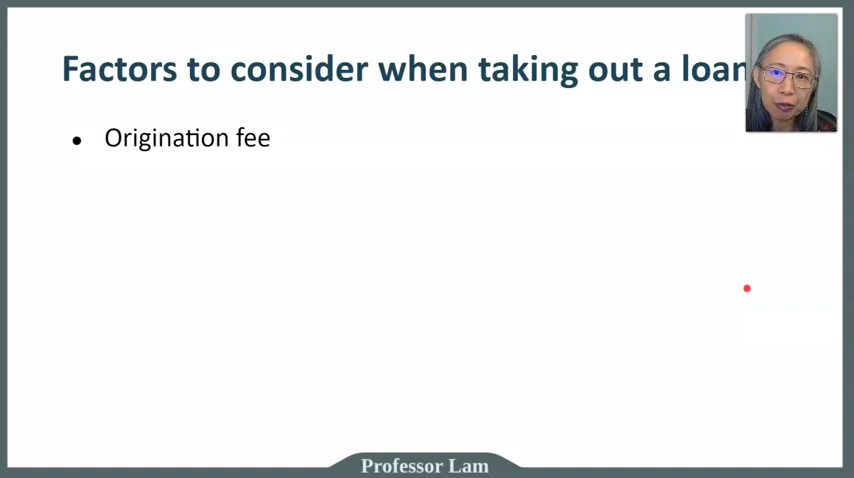 Factors to consider when taking out a loan
• Origination fee
Professor Lam